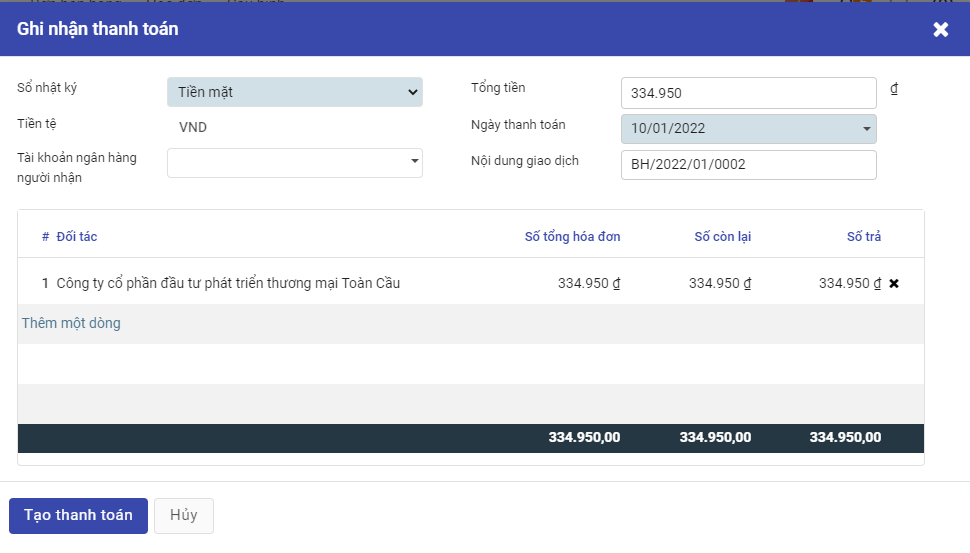 Ghi nhận thanh toán
Sổ nhật ký
Tiền mặt
Tổng tiền
334.950
₫
Tiền tệ
VND
Ngày thanh toán
10/01/2022
Tài khoản ngân hàng
người nhận
Nội dung giao dịch
BH/2022/01/0002
# Đối tác Số tổng hóa đơn Số còn lại Số trả
1 Công ty cổ phần đầu tư phát triển thương mại Toàn Cầu 334.950 ₫ 334.950 ₫ 334.950 ₫
Thêm một dòng
334.950,00 334.950,00 334.950,00
Tạo thanh toán
Hủy